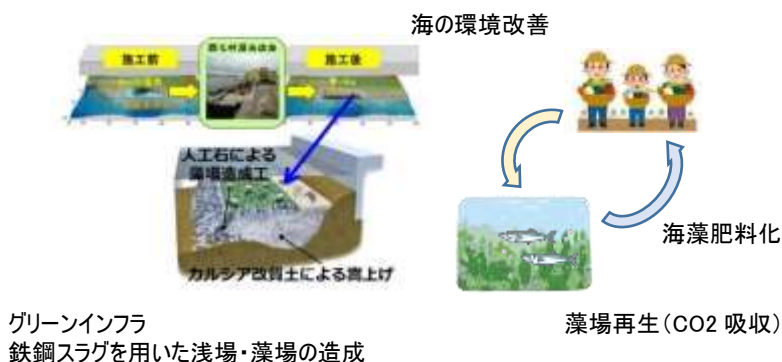 海の環境改善
施工前
施工後
人工石による
藻場造成工
カルシア改質土による嵩上げ
海藻肥料化
グリーンインフラ
鉄鋼スラグを用いた浅場・藻場の造成
藻場再生(CO2 吸収)